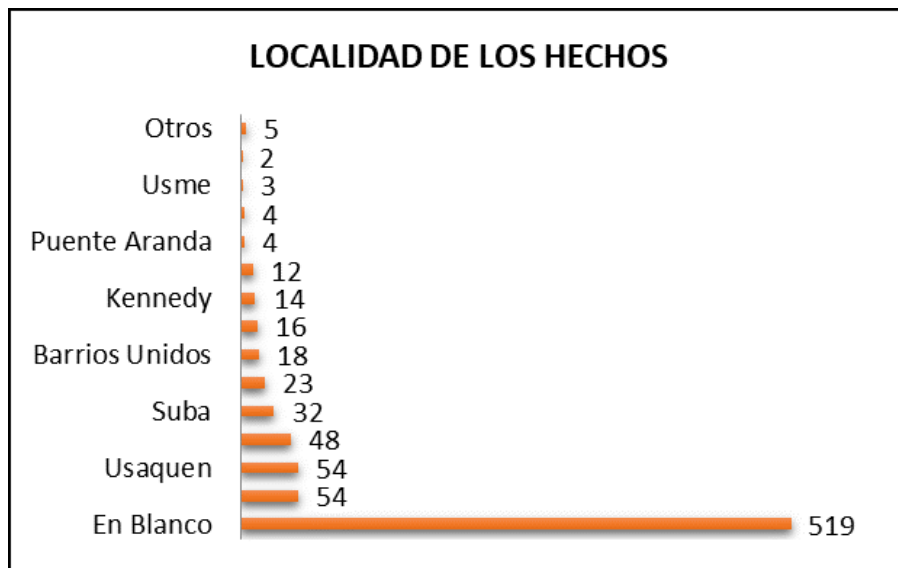 LOCALIDAD DE LOS HECHOS
Otros 5
2
Usme 3
4
Puente Aranda 4
12
Kennedy 14
16
Barrios Unidos 18
23
Suba 32
48
Usaquen 54
54
En Blanco 519